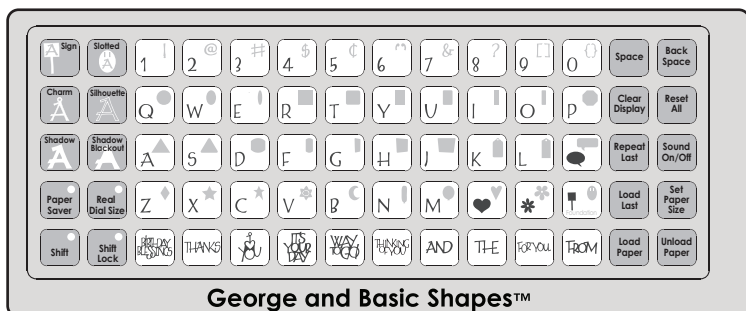 Sign Slotted 1 2 @ 3 # 4 $ 5 ¢ 6 7 & 8 ? 9 [] 0 {} Space Back Space
Charm Silhouette Q W E R T Y U I O P Clear Display Reset All
Shadow Shadow Blackout A S D F G H J K L Repeat Last Sound On/Off
Paper Saver Real Dial Size Z X C V B N M Load Last Set Paper Size
Shift Shift Lock BIRTHDAY BLESSINGS THANKS YOU IT'S YOUR DAY WAY TO GO! THINKING OF YOU AND THE FOR YOU FROM Load Paper Unload Paper
George and Basic Shapes™